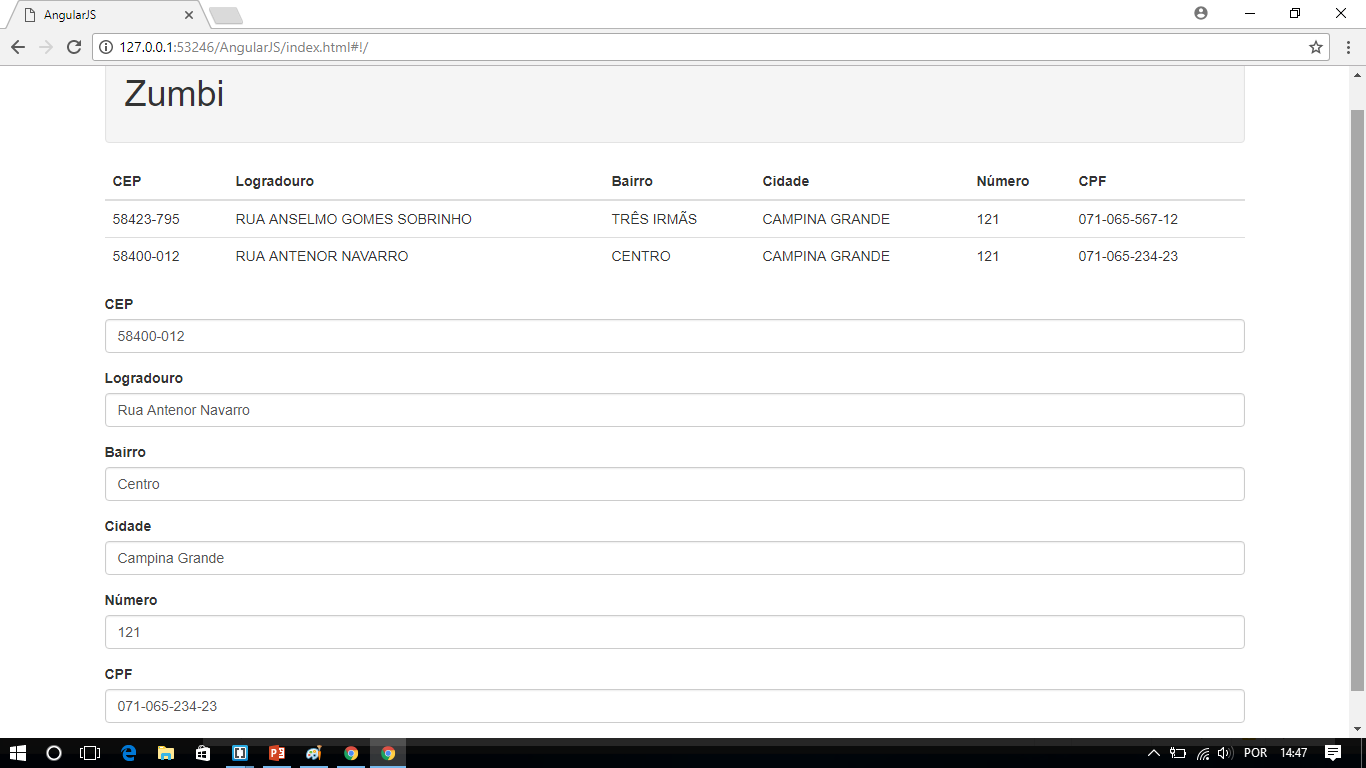 AngularJS
127.0.0.1:53246/AngularJS/index.html#!/
Zumbi
CEP Logradouro Bairro Cidade Número CPF
58423-795 RUA ANSELMO GOMES SOBRINHO TRÊS IRMÃS CAMPINA GRANDE 121 071-065-567-12
58400-012 RUA ANTENOR NAVARRO CENTRO CAMPINA GRANDE 121 071-065-234-23
CEP
58400-012
Logradouro
Rua Antenor Navarro
Bairro
Centro
Cidade
Campina Grande
Número
121
CPF
071-065-234-23
POR 14:47